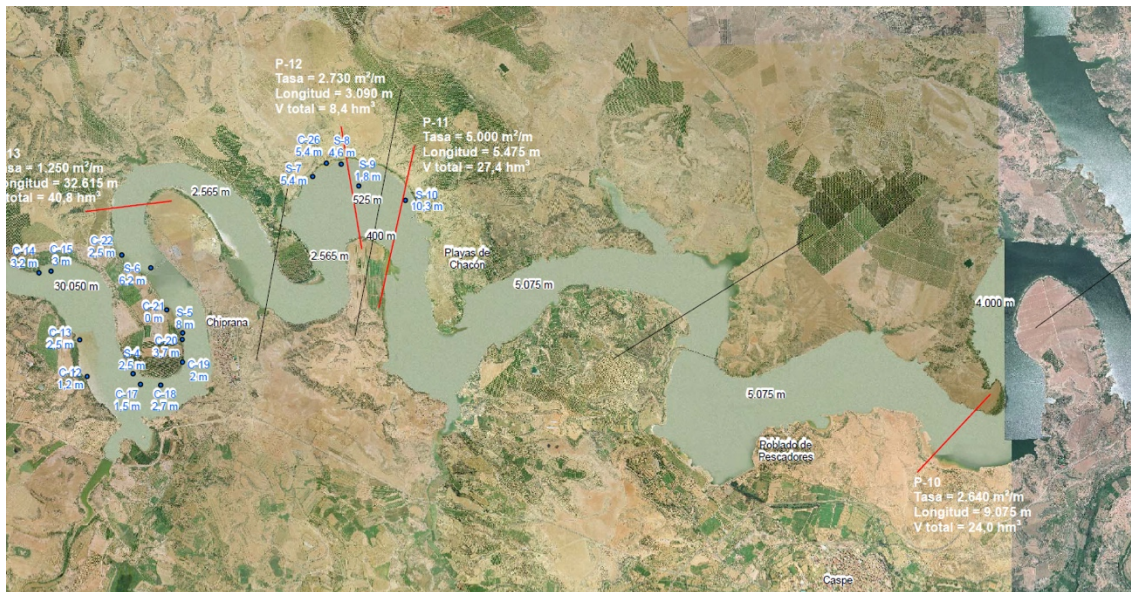 P-12
Tasa = 2.730 m²/m
Longitud = 3.090 m
V total = 8,4 hm³
P-11
Tasa = 5.000 m²/m
Longitud = 5.475 m
V total = 27,4 hm³
13
asa = 1.250 m²/m
ongitud = 32.615 m
total = 40,8 hm³
C-26
5,4 m
S-8
4,6 m
S-7
5,4 m
S-9
1,8 m
S-10
10,3 m
2.565 m
525 m
400 m
2.565 m
C-22
2,5 m
C-14
3,2 m
C-15
3 m
S-6
6,2 m
30.050 m
C-21
0 m
S-5
8 m
Chiprana
C-13
2,5 m
C-20
3,7 m
S-4
2,5 m
C-19
2 m
C-12
1,2 m
C-17
1,5 m
C-18
2,7 m
Playas de
Chacón
5.075 m
4.000 m
5.075 m
Poblado de
Pescadores
P-10
Tasa = 2.640 m²/m
Longitud = 9.075 m
V total = 24,0 hm³
Caspe